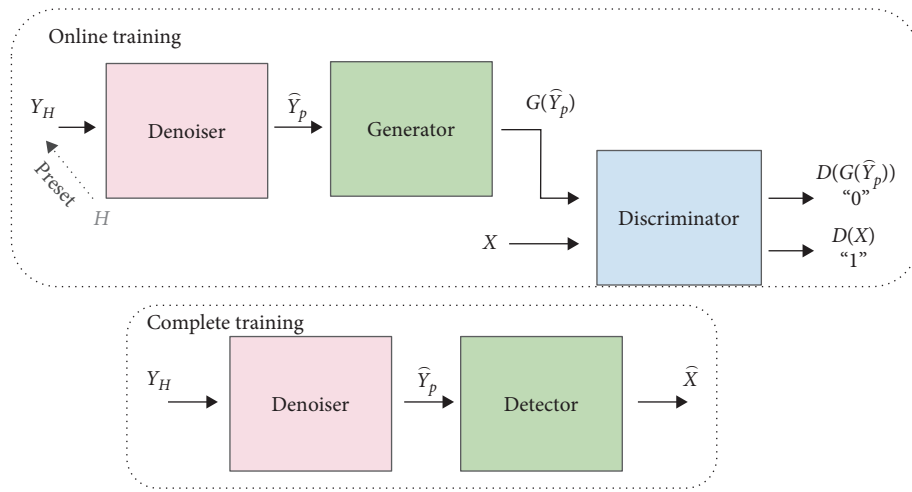 Online training
Y_H
Denoiser
Ŷ_p
Generator
G(Ŷ_p)
Preset
H
X
Discriminator
D(G(Ŷ_p))
“0”
D(X)
“1”
Complete training
Y_H
Denoiser
Ŷ_p
Detector
X̂